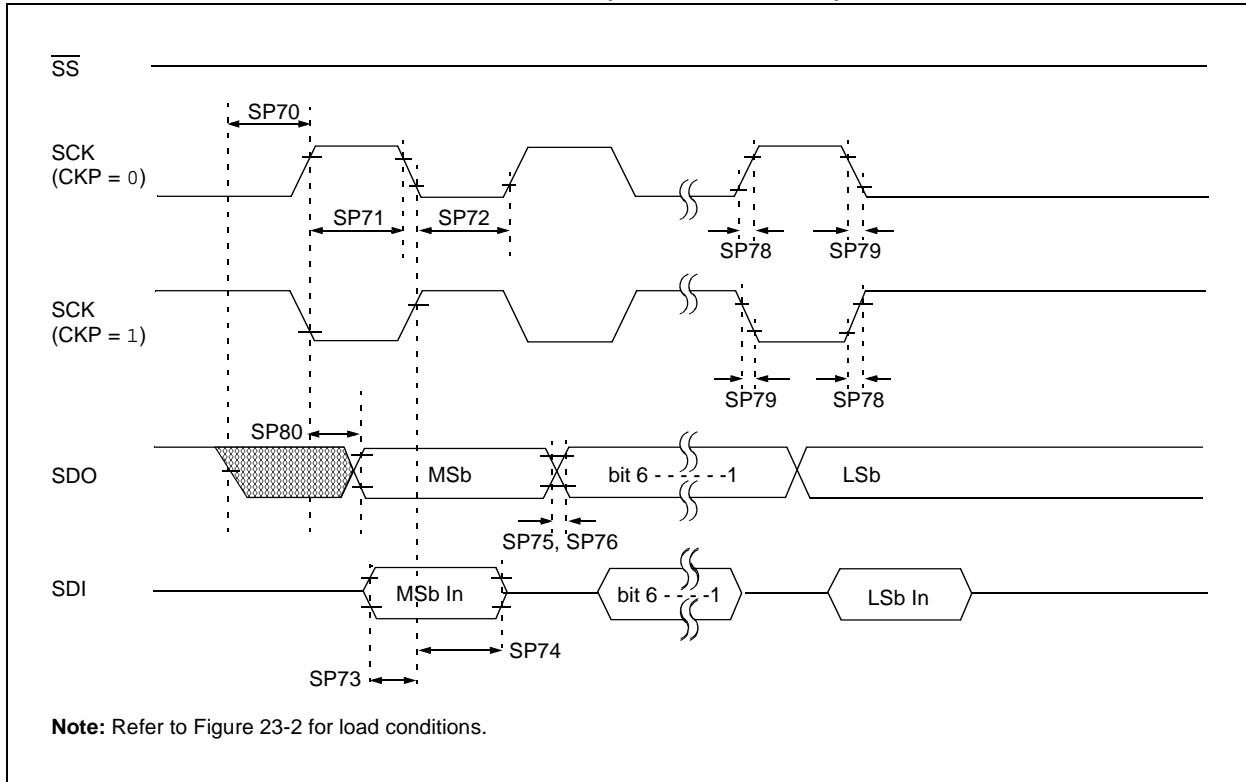 SS
SP70
SCK
(CKP = 0)
SP71
SP72
SP78
SP79
SCK
(CKP = 1)
SP79
SP78
SP80
SDO
MSb
bit 6 - - - - - -1
LSb
SP75, SP76
SDI
MSb In
bit 6 - - - -1
LSb In
SP74
SP73
Note: Refer to Figure 23-2 for load conditions.